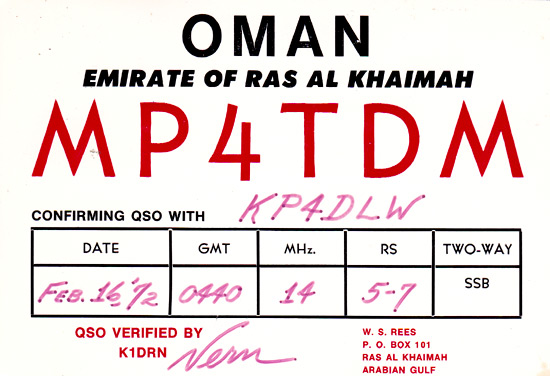 OMAN
EMIRATE OF RAS AL KHAIMAH
MP4TDM
CONFIRMING QSO WITH KP4DLW
DATE GMT MHz. RS TWO-WAY
FEB. 16, '72 0440 14 5-7 SSB
QSO VERIFIED BY
K1DRN Vern
W. S. REES
P. O. BOX 101
RAS AL KHAIMAH
ARABIAN GULF